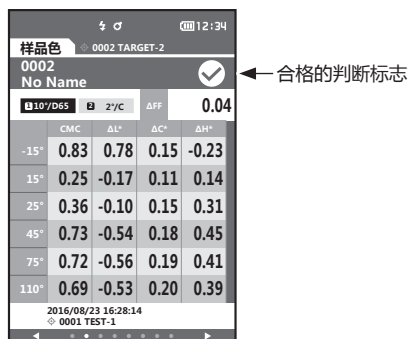 12:34
样品色 0002 TARGET-2
0002
No Name
1 10°/D65 2 2°/C ΔFF 0.04
CMC ΔL* ΔC* ΔH*
-15° 0.83 0.78 0.15 -0.23
15° 0.25 -0.17 0.11 0.14
25° 0.36 -0.10 0.15 0.31
45° 0.73 -0.54 0.18 0.45
75° 0.72 -0.56 0.19 0.41
110° 0.69 -0.53 0.20 0.39
2016/08/23 16:28:14
0001 TEST-1
合格的判断标志